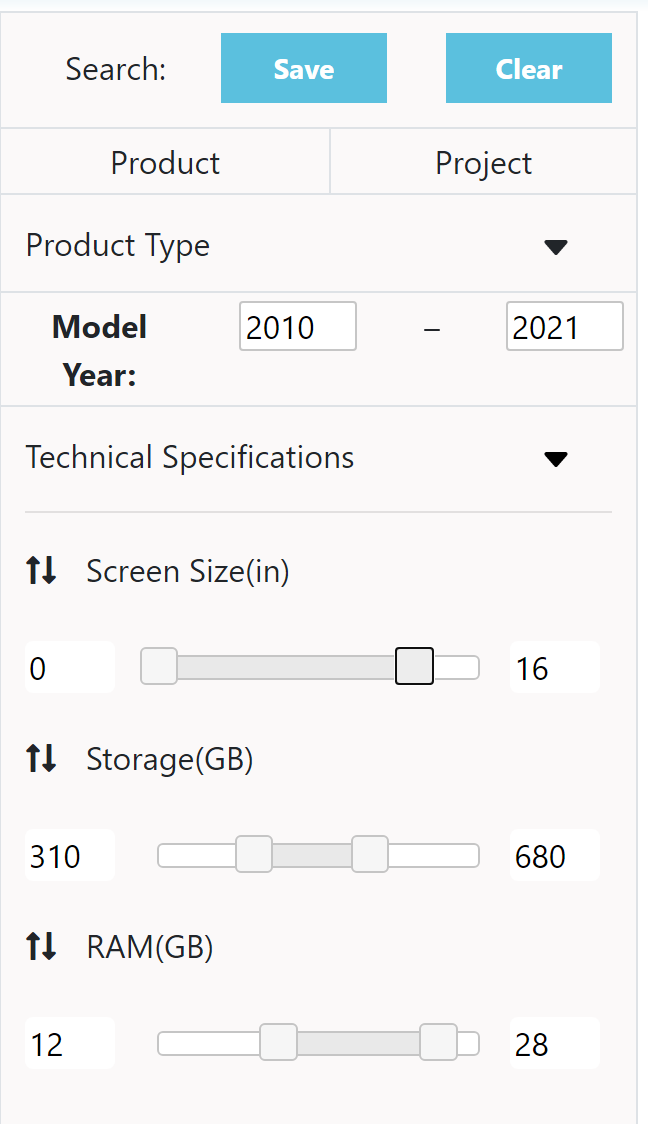 Search: Save Clear
Product Project
Product Type
Model Year: 2010 – 2021
Technical Specifications
Screen Size(in)
0 16
Storage(GB)
310 680
RAM(GB)
12 28